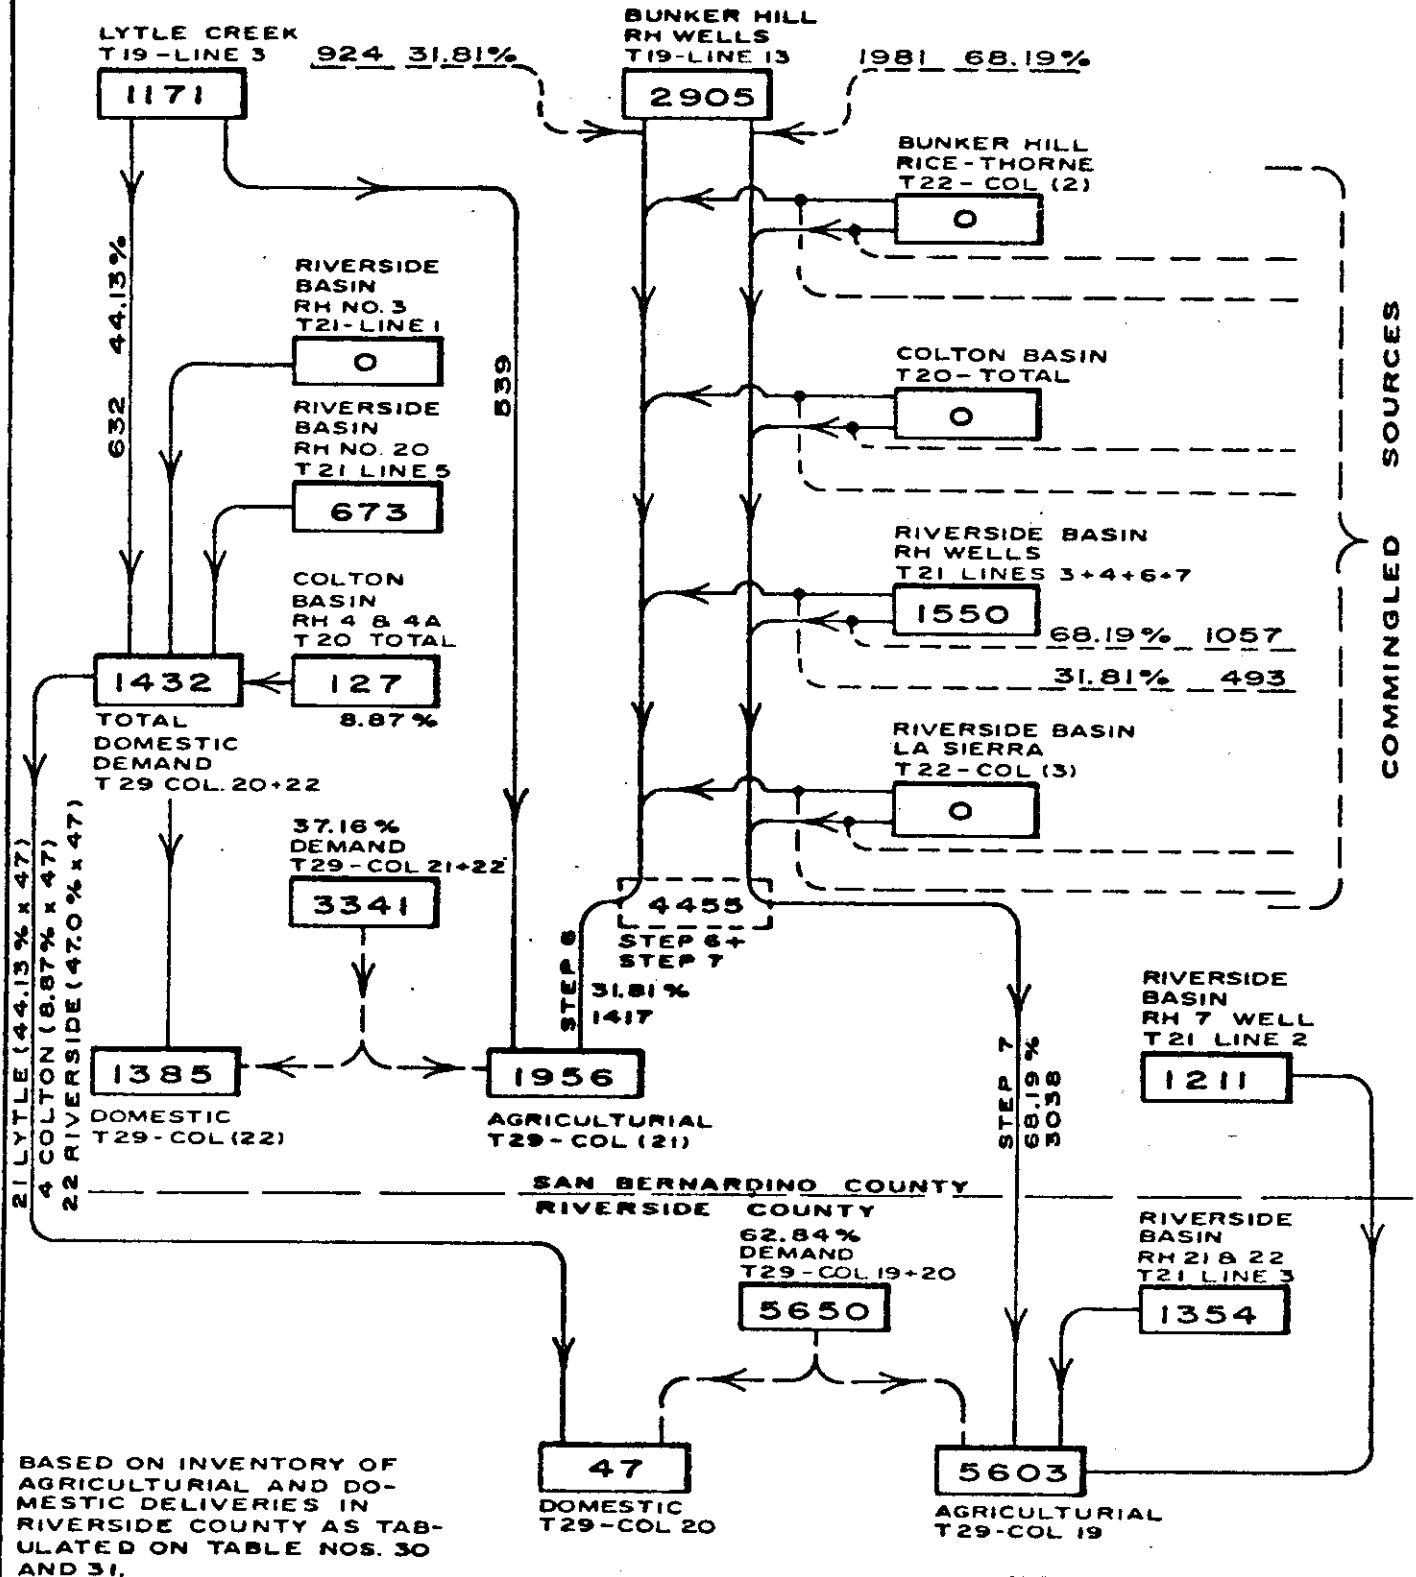 LYTLE CREEK
T19-LINE 3
1171
924 31.81%
BUNKER HILL
RH WELLS
T19-LINE 13
2905
1981 68.19%
BUNKER HILL
RICE-THORNE
T22-COL (2)
0
632 44.13%
RIVERSIDE
BASIN
RH NO. 3
T21-LINE 1
0
539
COLTON BASIN
T20-TOTAL
0
RIVERSIDE
BASIN
RH NO. 20
T21 LINE 5
673
RIVERSIDE BASIN
RH WELLS
T21 LINES 3+4+6+7
1550
68.19% 1057
31.81% 493
COMMINGLED SOURCES
COLTON
BASIN
RH 4 & 4A
T20 TOTAL
127
8.87%
1432
TOTAL
DOMESTIC
DEMAND
T29 COL. 20+22
RIVERSIDE BASIN
LA SIERRA
T22-COL (3)
0
37.16%
DEMAND
T29-COL 21+22
3341
4455
STEP 6+
STEP 7
STEP 6
31.81%
1417
21 LYTLE (44.13% x 47)
4 COLTON (8.87% x 47)
22 RIVERSIDE (47.0% x 47)
1385
DOMESTIC
T29-COL (22)
1956
AGRICULTURIAL
T29-COL (21)
STEP 7
68.19%
3038
RIVERSIDE
BASIN
RH 7 WELL
T21 LINE 2
1211
SAN BERNARDINO COUNTY
RIVERSIDE COUNTY
62.84%
DEMAND
T29-COL 19+20
5650
RIVERSIDE
BASIN
RH 21 & 22
T21 LINE 3
1354
47
DOMESTIC
T29-COL 20
5603
AGRICULTURIAL
T29-COL 19
BASED ON INVENTORY OF
AGRICULTURIAL AND DO-
MESTIC DELIVERIES IN
RIVERSIDE COUNTY AS TAB-
ULATED ON TABLE NOS. 30
AND 31.